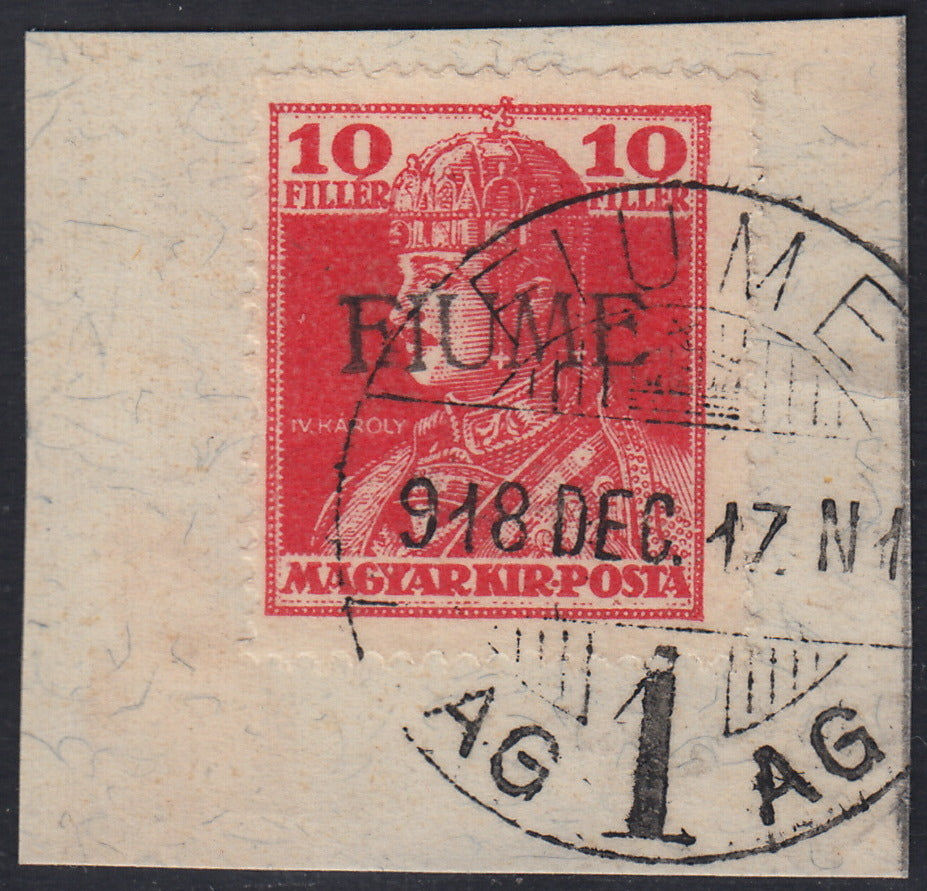 10 10
FILLÉR FILLÉR
FIUME
FIUME
IV. KÁROLY
918 DEC. 17. N 1
MAGYAR KIR·POSTA
AG 1 AG